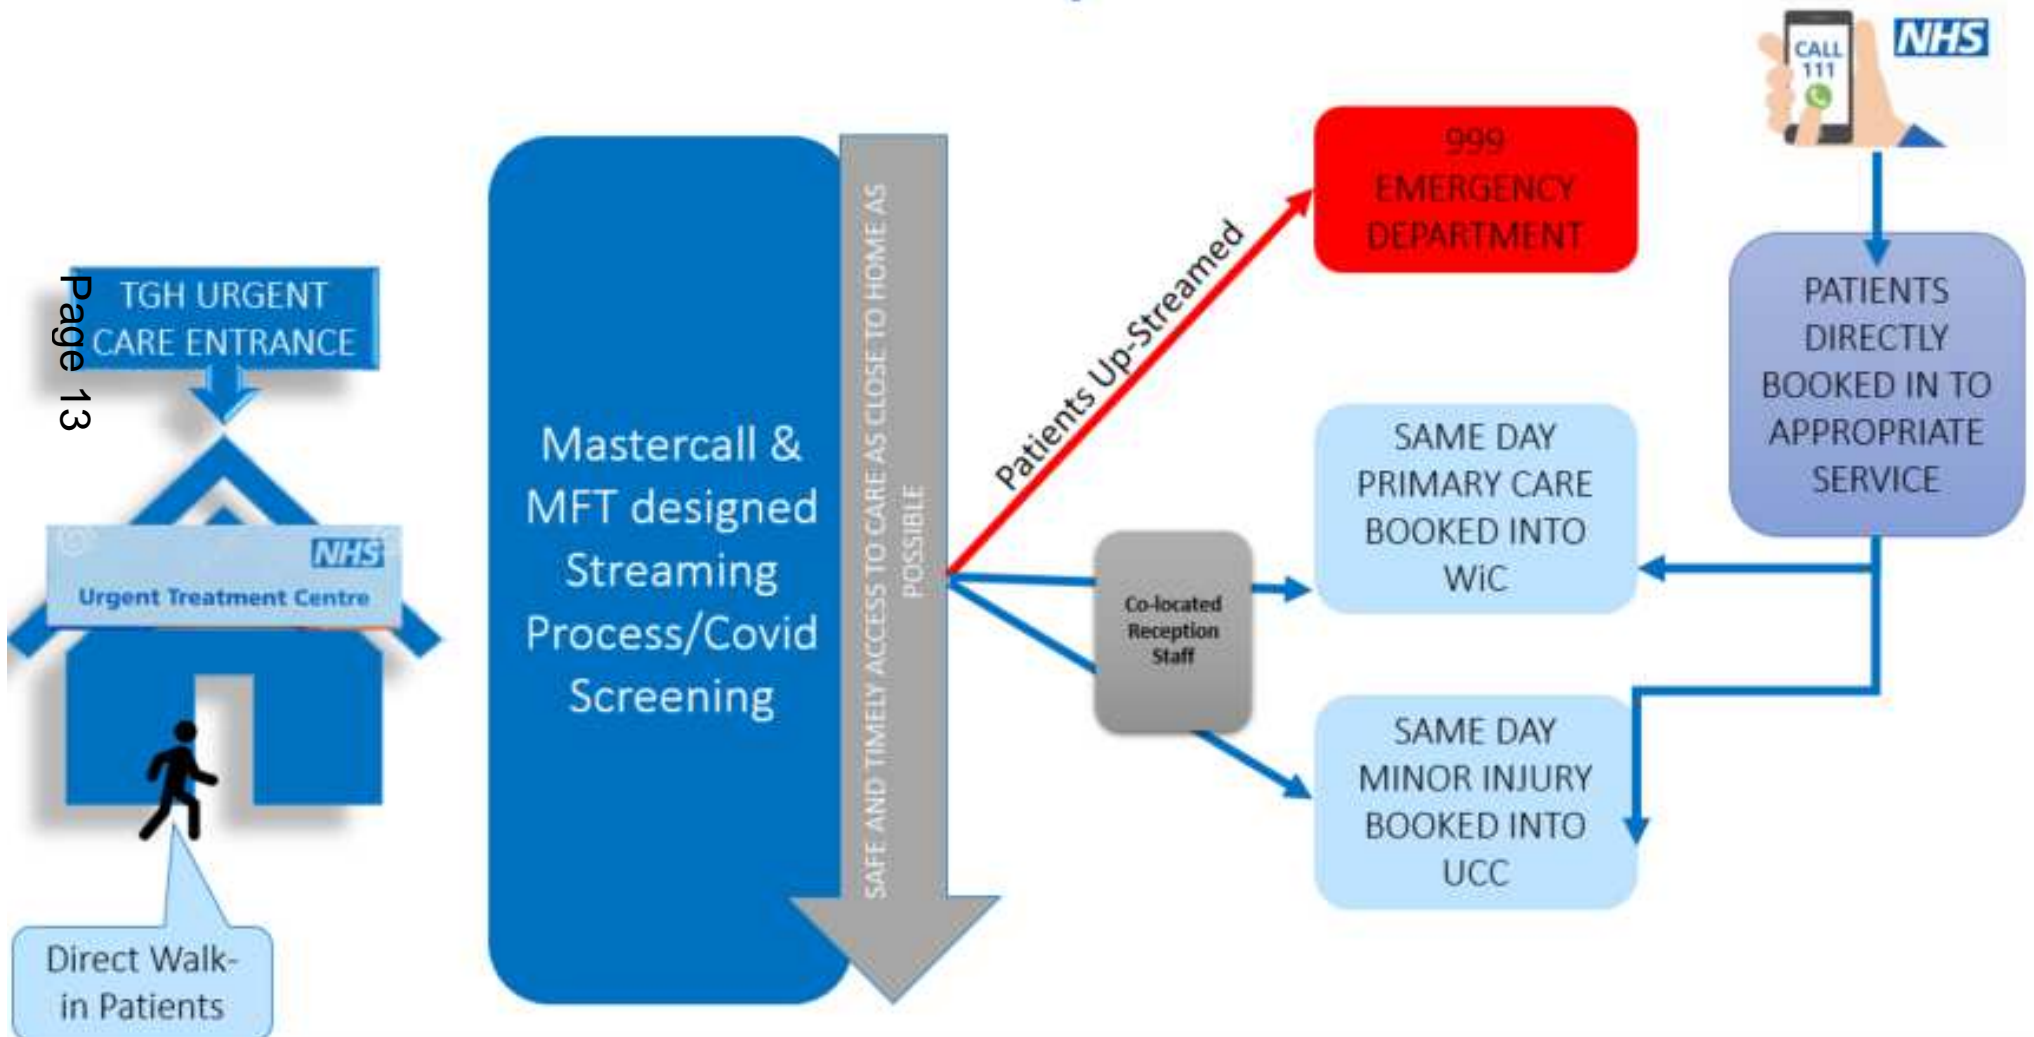 Page 13
TGH URGENT
CARE ENTRANCE
NHS
Urgent Treatment Centre
Direct Walk-
in Patients
Mastercall &
MFT designed
Streaming
Process/Covid
Screening
SAFE AND TIMELY ACCESS TO CARE AS CLOSE TO HOME AS
POSSIBLE
Patients Up-Streamed
Co-located
Reception
Staff
999
EMERGENCY
DEPARTMENT
SAME DAY
PRIMARY CARE
BOOKED INTO
WiC
SAME DAY
MINOR INJURY
BOOKED INTO
UCC
CALL
111
NHS
PATIENTS
DIRECTLY
BOOKED IN TO
APPROPRIATE
SERVICE